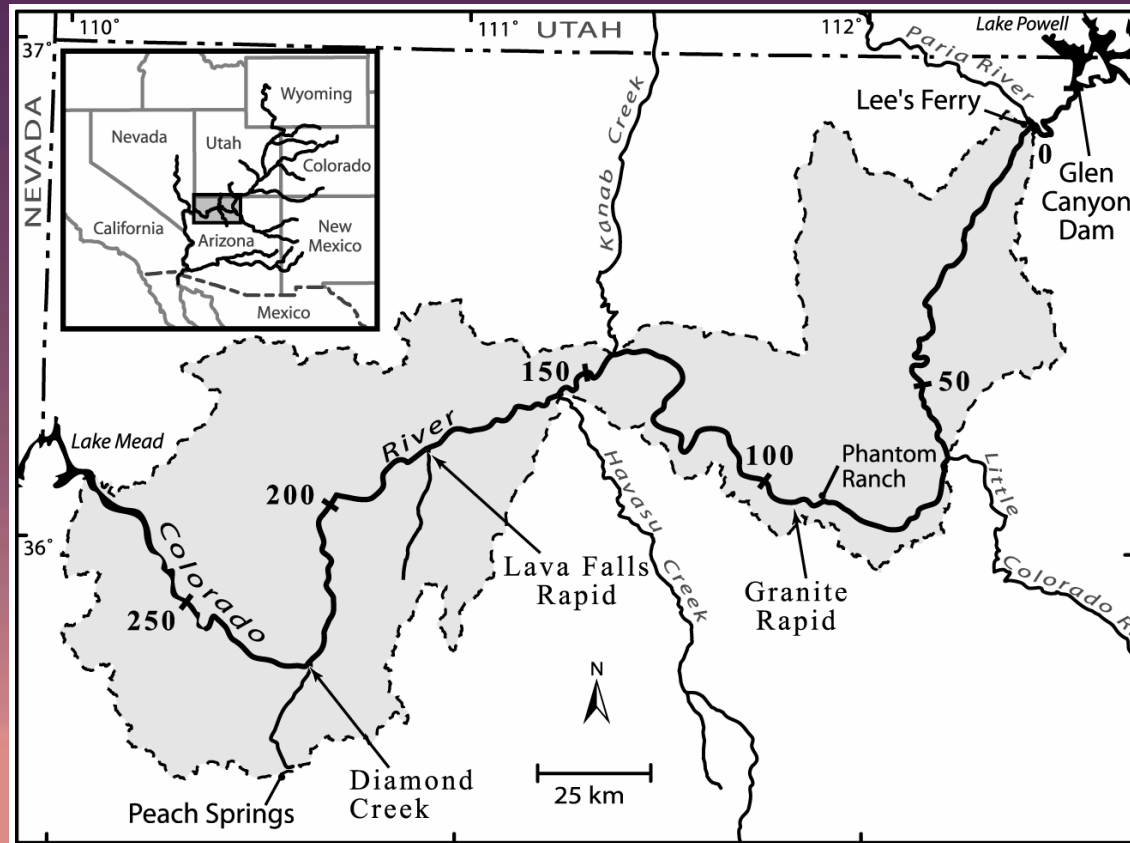 110°
111°
UTAH
112°
Lake Powell
37°
Paria River
NEVADA
Wyoming
Nevada
Utah
Colorado
California
Arizona
New
Mexico
Mexico
Kanab Creek
Lee's Ferry
0
Glen
Canyon
Dam
150
50
Lake Mead
River
200
100
Phantom
Ranch
Havasu
Creek
Little
Colorado
36°
Colorado
Lava Falls
Rapid
Granite
Rapid
250
N
25 km
Diamond
Creek
Peach Springs